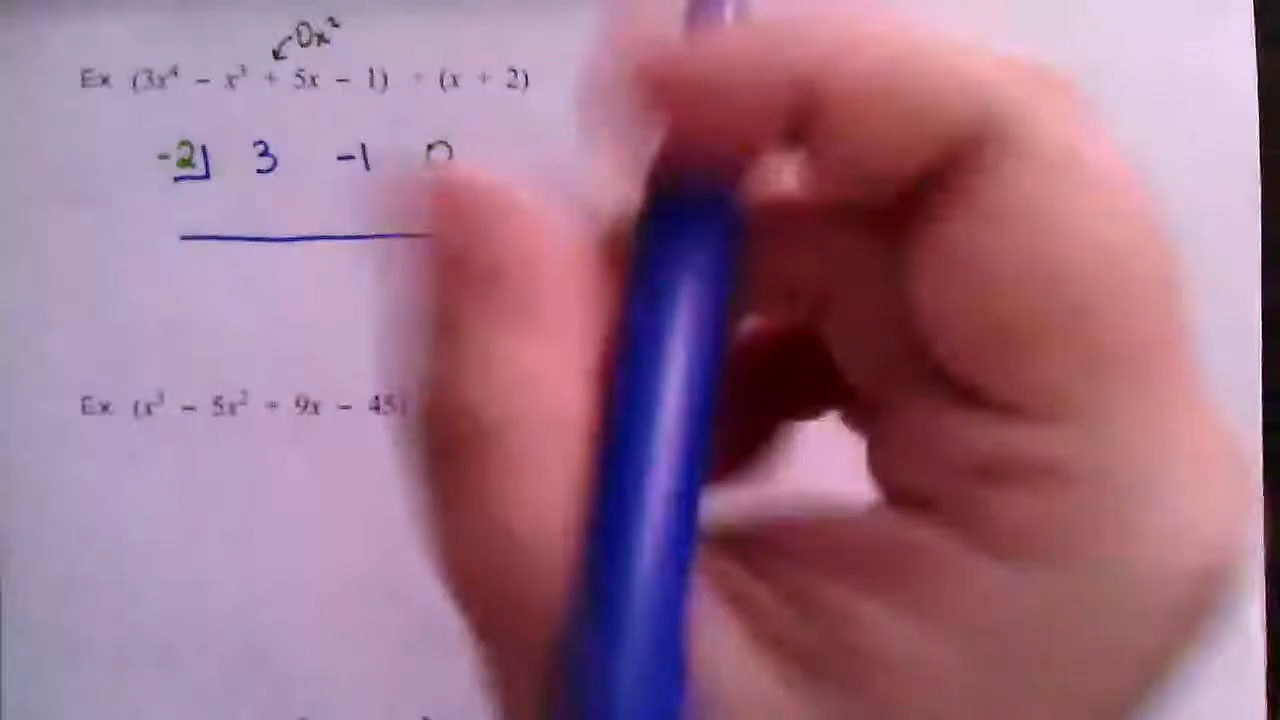 0x²
Ex (3x⁴ - x³ + 5x - 1) ÷ (x + 2)
-2 3 -1 0
Ex (x³ - 5x² + 9x - 45)